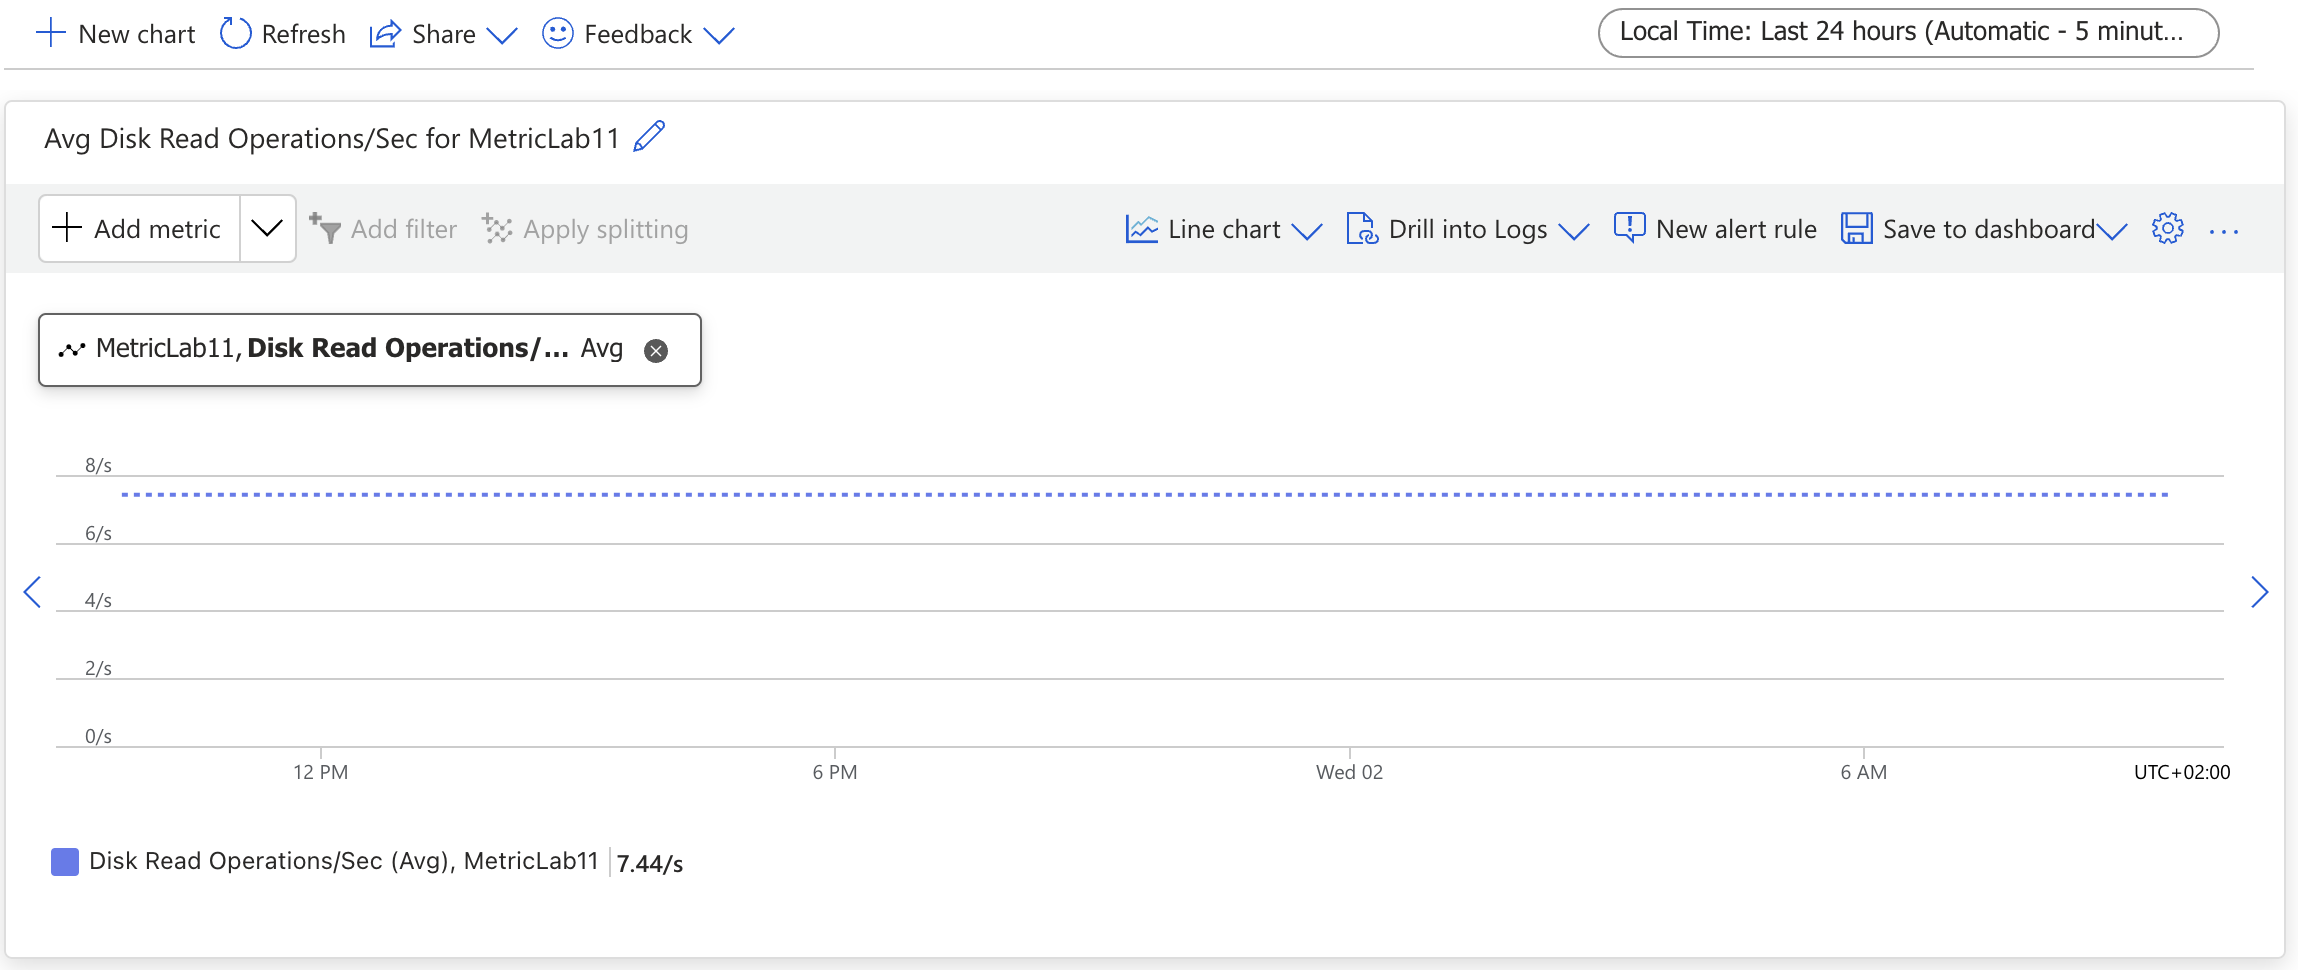 New chart Refresh Share Feedback Local Time: Last 24 hours (Automatic - 5 minut...
Avg Disk Read Operations/Sec for MetricLab11
Add metric Add filter Apply splitting Line chart Drill into Logs New alert rule Save to dashboard ...
MetricLab11, Disk Read Operations/... Avg
8/s
6/s
4/s
2/s
0/s
12 PM 6 PM Wed 02 6 AM UTC+02:00
Disk Read Operations/Sec (Avg), MetricLab11 7.44/s